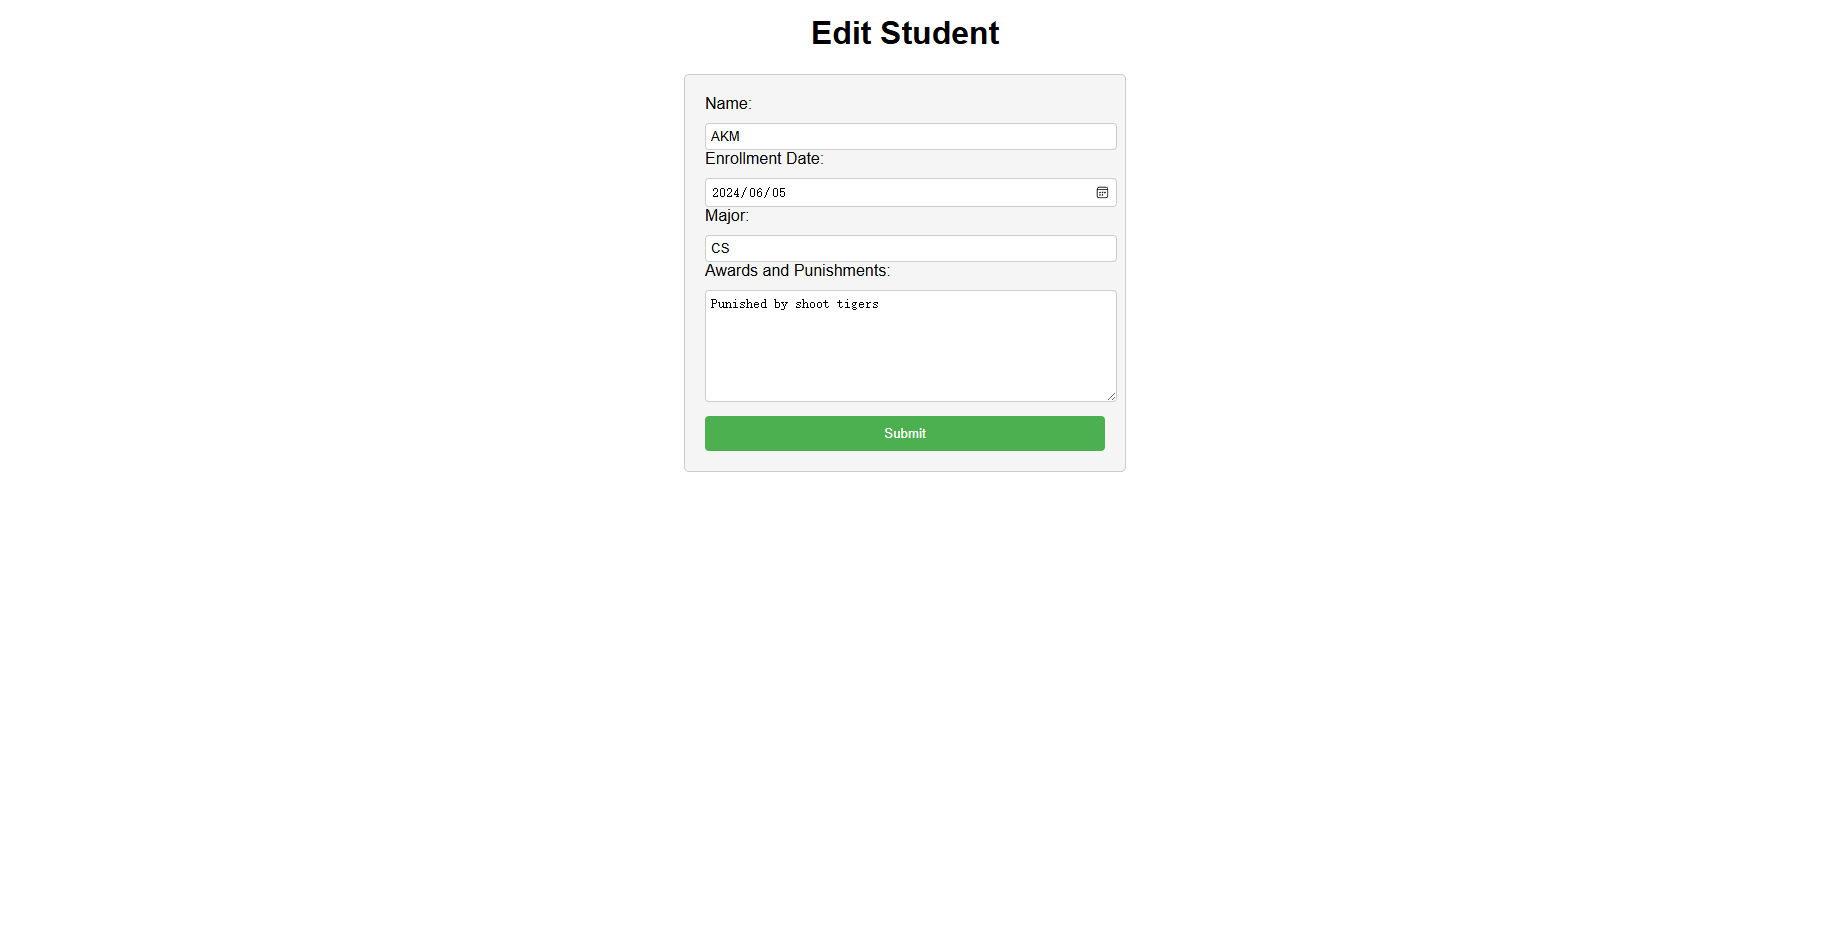 Edit Student
Name:
AKM
Enrollment Date:
2024/06/05
Major:
CS
Awards and Punishments:
Punished by shoot tigers
Submit